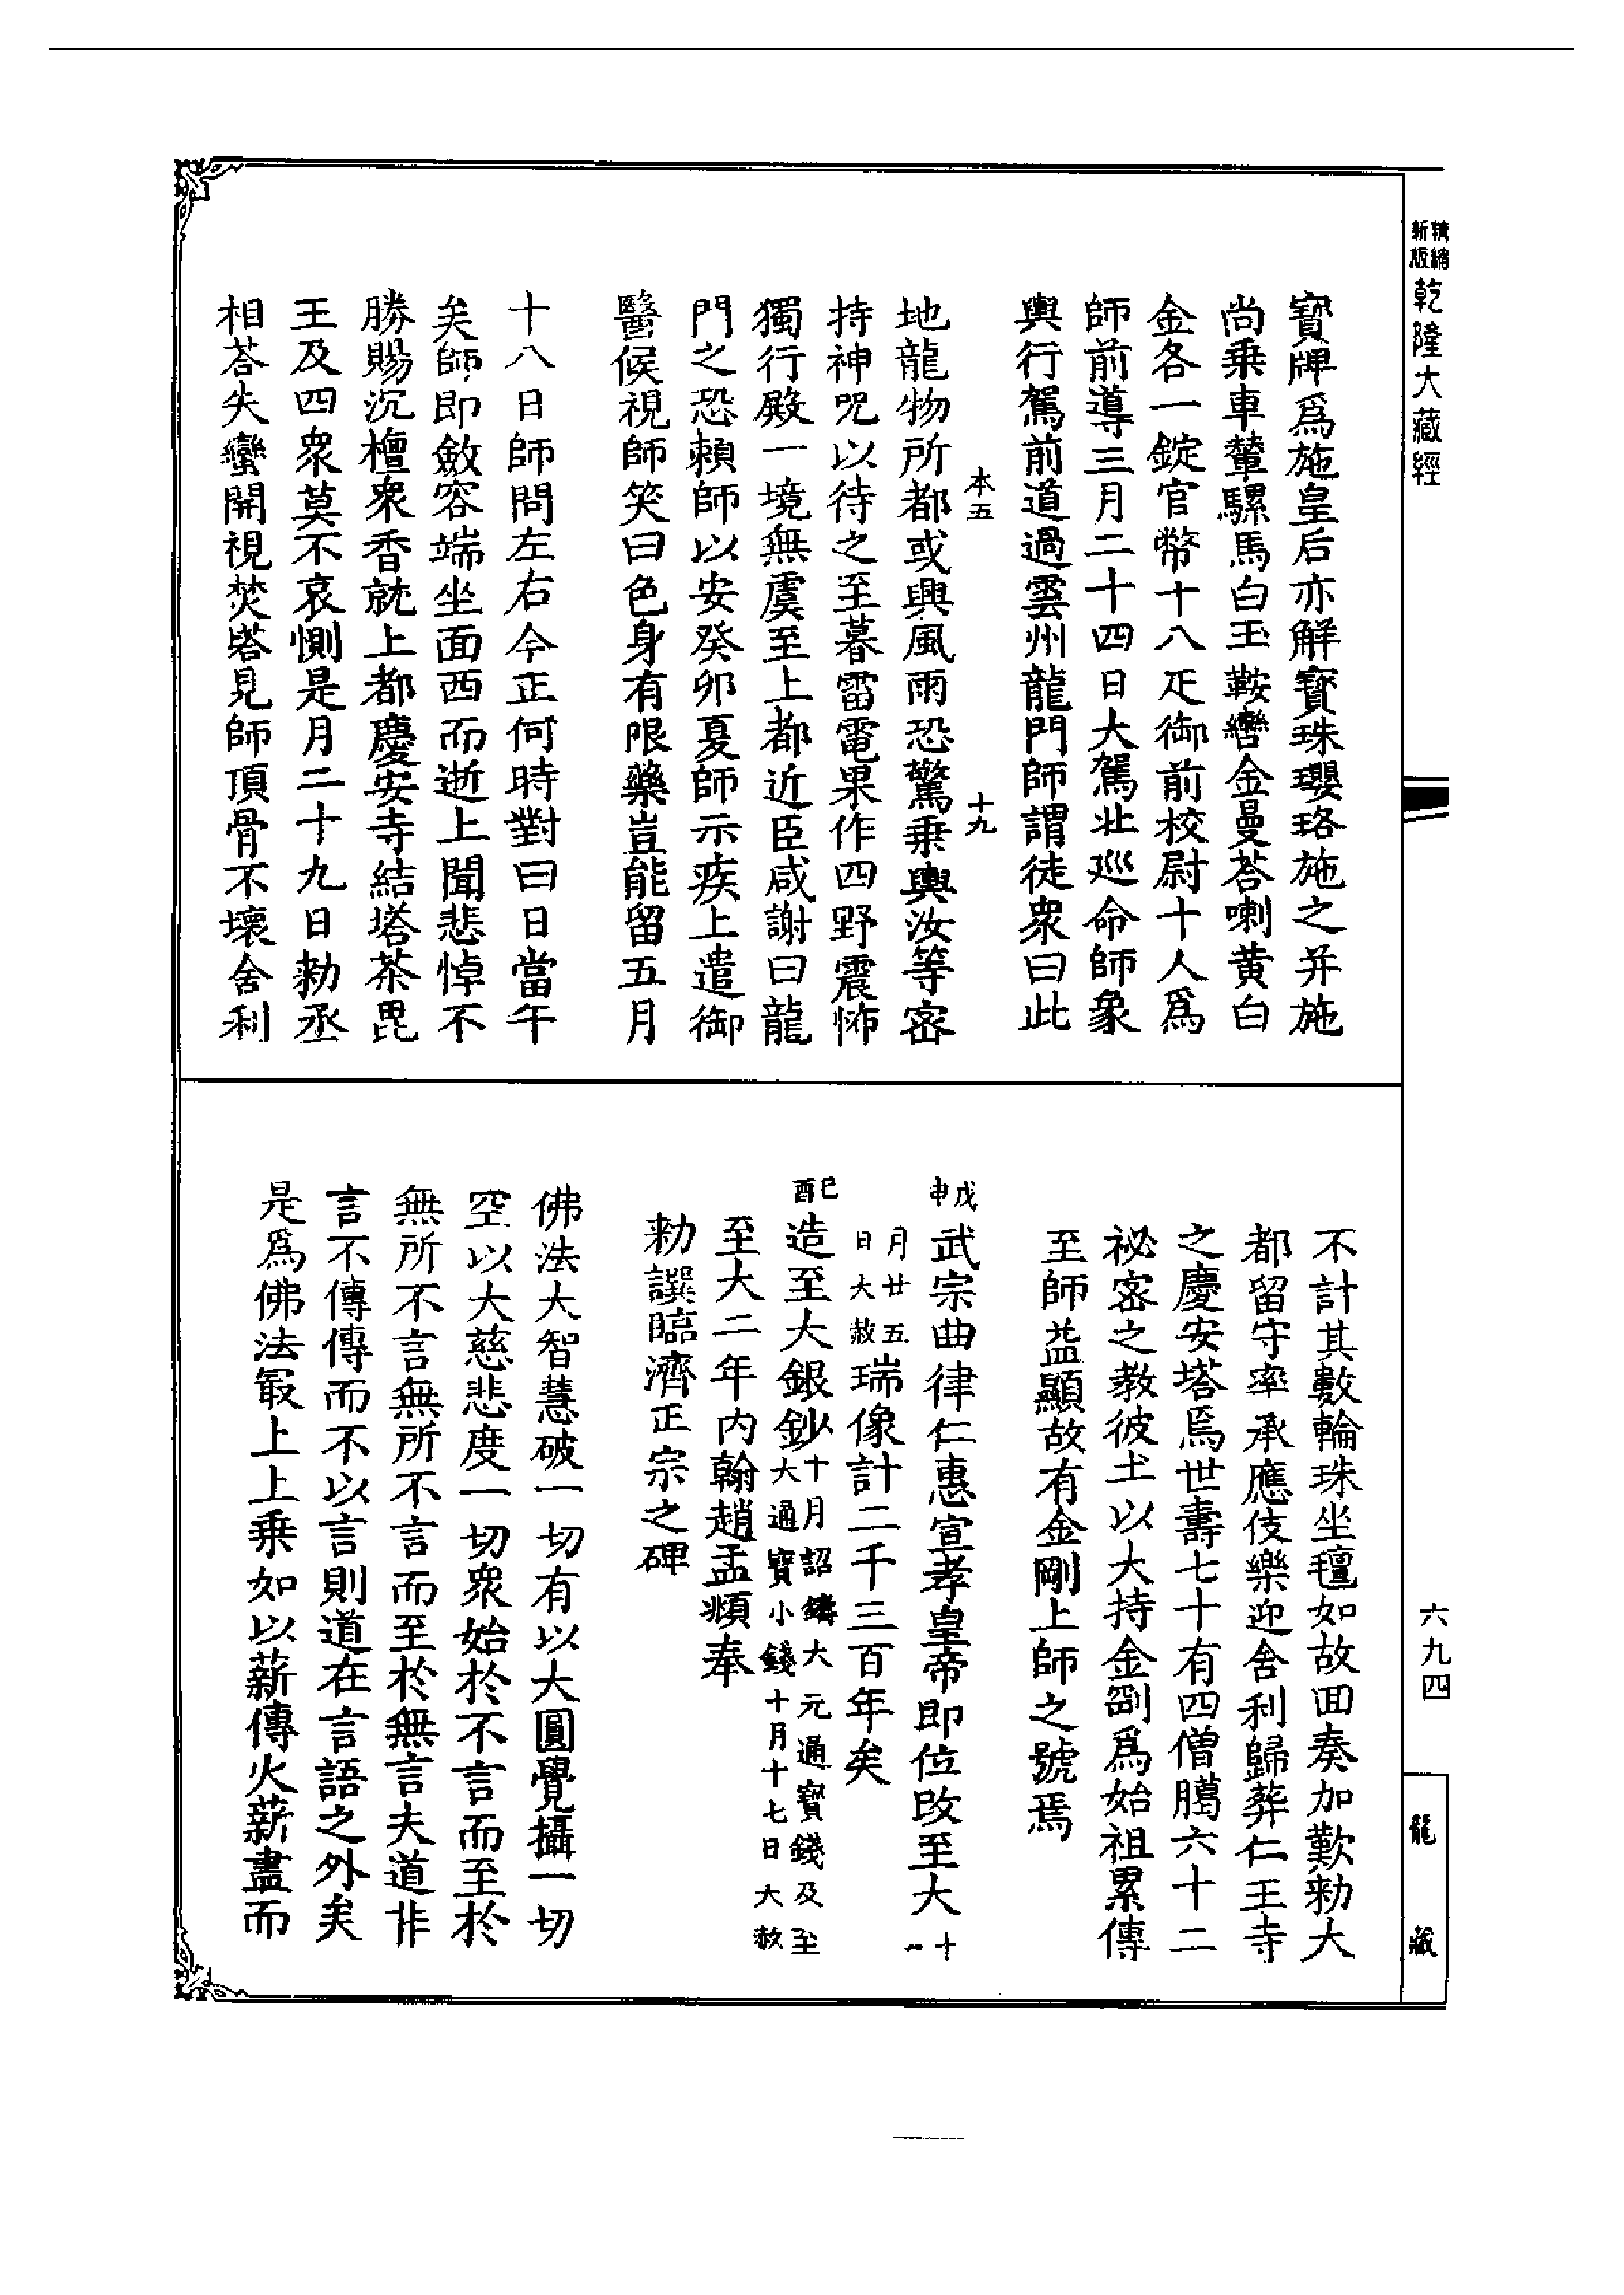 精縮新版 乾隆大藏經
寶牌爲施皇后亦解寶珠瓔珞施之并施
尚乗車輦騾馬白玉鞍轡金曼荅喇黄白
金各一錠官幣十八疋御前校尉十人爲
師前導三月二十四日大駕北巡命師象
輿行駕前道過雲州龍門師謂徒衆曰此
本五 十九
地龍物所都或興風雨恐驚乗輿汝等密
持神咒以待之至暮雷電果作四野震怖
獨行殿一境無虞至上都近臣咸謝曰龍
門之恐頼師以安癸卯夏師示疾上遣御
醫候視師笑曰色身有限藥豈能留五月
十八日師問左右今正何時對曰日當午
矣師即斂容端坐面西而逝上聞悲悼不
勝賜沉檀衆香就上都慶安寺結塔茶毘
王及四衆莫不哀惻是月二十九日勅丞
相荅失蠻開視焚塔見師頂骨不壞舍利
不計其數輪珠坐氊如故回奏加歎勅大
都留守率承應伎樂迎舍利歸葬仁王寺
之慶安塔焉世壽七十有四僧臈六十二
祕密之教彼土以大持金剛爲始祖累傳
至師益顯故有金剛上師之號焉
戊申 武宗曲律仁惠宣孝皇帝即位改至大十一
月廿五日大赦瑞像計二千三百年矣
己酉 造至大銀鈔以十月詔鑄大元通寶錢及至大通寶小錢十月十七日大赦
至大二年内翰趙孟頫奉
勅譔臨濟正宗之碑
佛法大智慧破一切有以大圓覺攝一切
空以大慈悲度一切衆始於不言而至於
無所不言無所不言而至於無言夫道非
言不傳傳而不以言則道在言語之外矣
是爲佛法冣上上乗如以薪傳火薪盡而
六九四
龍藏